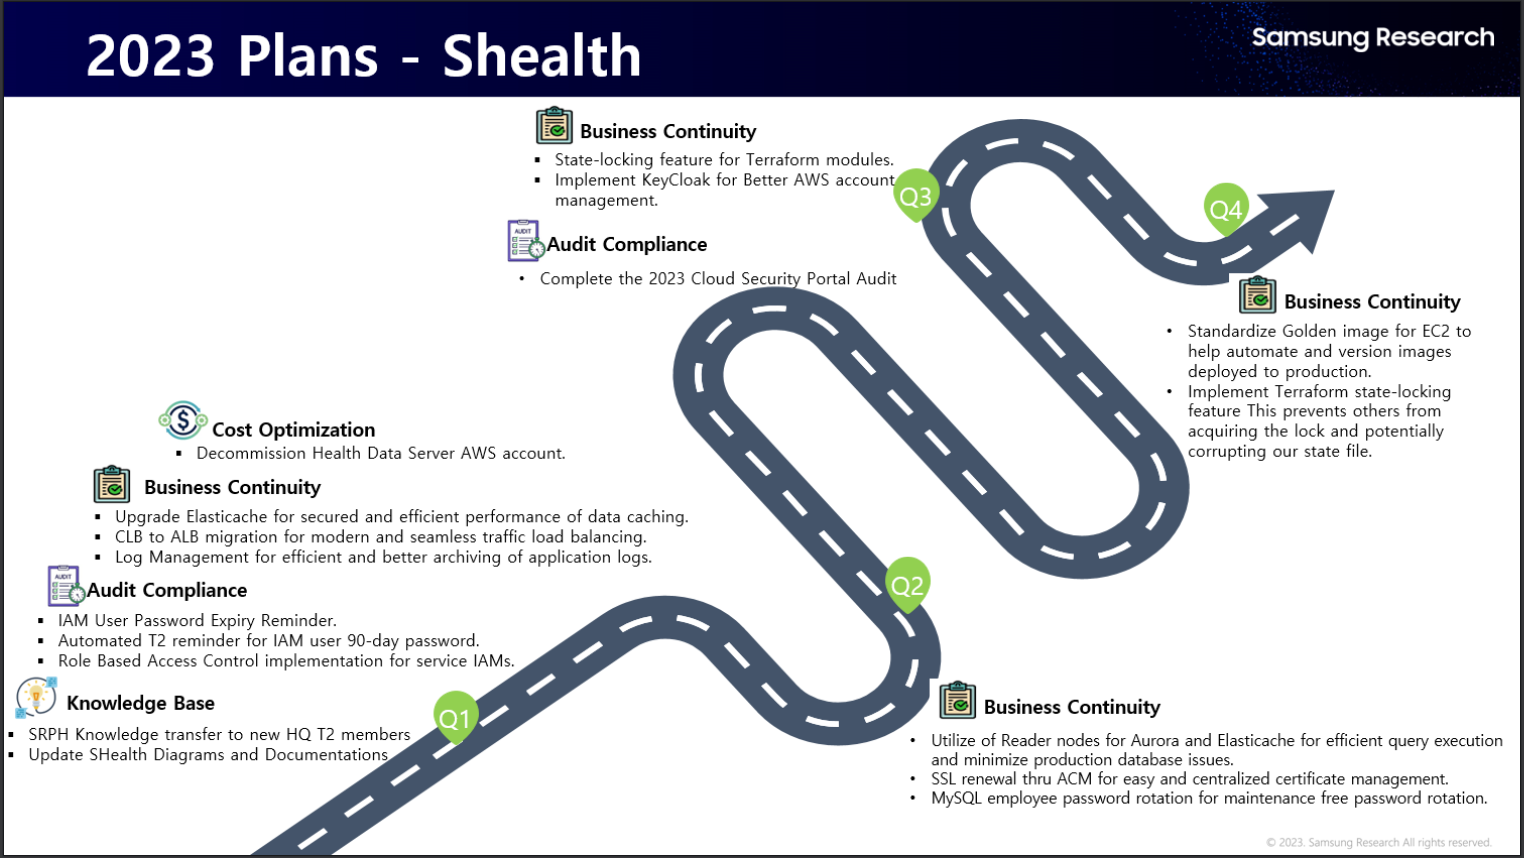 2023 Plans - Shealth
Samsung Research
Business Continuity
▪ State-locking feature for Terraform modules.
▪ Implement KeyCloak for Better AWS account
management.
AUDIT
Audit Compliance
• Complete the 2023 Cloud Security Portal Audit
Q3
Q4
Business Continuity
• Standardize Golden image for EC2 to
help automate and version images
deployed to production.
• Implement Terraform state-locking
feature This prevents others from
acquiring the lock and potentially
corrupting our state file.
$
Cost Optimization
▪ Decommission Health Data Server AWS account.
Business Continuity
▪ Upgrade Elasticache for secured and efficient performance of data caching.
▪ CLB to ALB migration for modern and seamless traffic load balancing.
▪ Log Management for efficient and better archiving of application logs.
AUDIT
Audit Compliance
▪ IAM User Password Expiry Reminder.
▪ Automated T2 reminder for IAM user 90-day password.
▪ Role Based Access Control implementation for service IAMs.
Knowledge Base
▪ SRPH Knowledge transfer to new HQ T2 members
▪ Update SHealth Diagrams and Documentations
Q1
Q2
Business Continuity
• Utilize of Reader nodes for Aurora and Elasticache for efficient query execution
and minimize production database issues.
• SSL renewal thru ACM for easy and centralized certificate management.
• MySQL employee password rotation for maintenance free password rotation.
© 2023. Samsung Research All rights reserved.